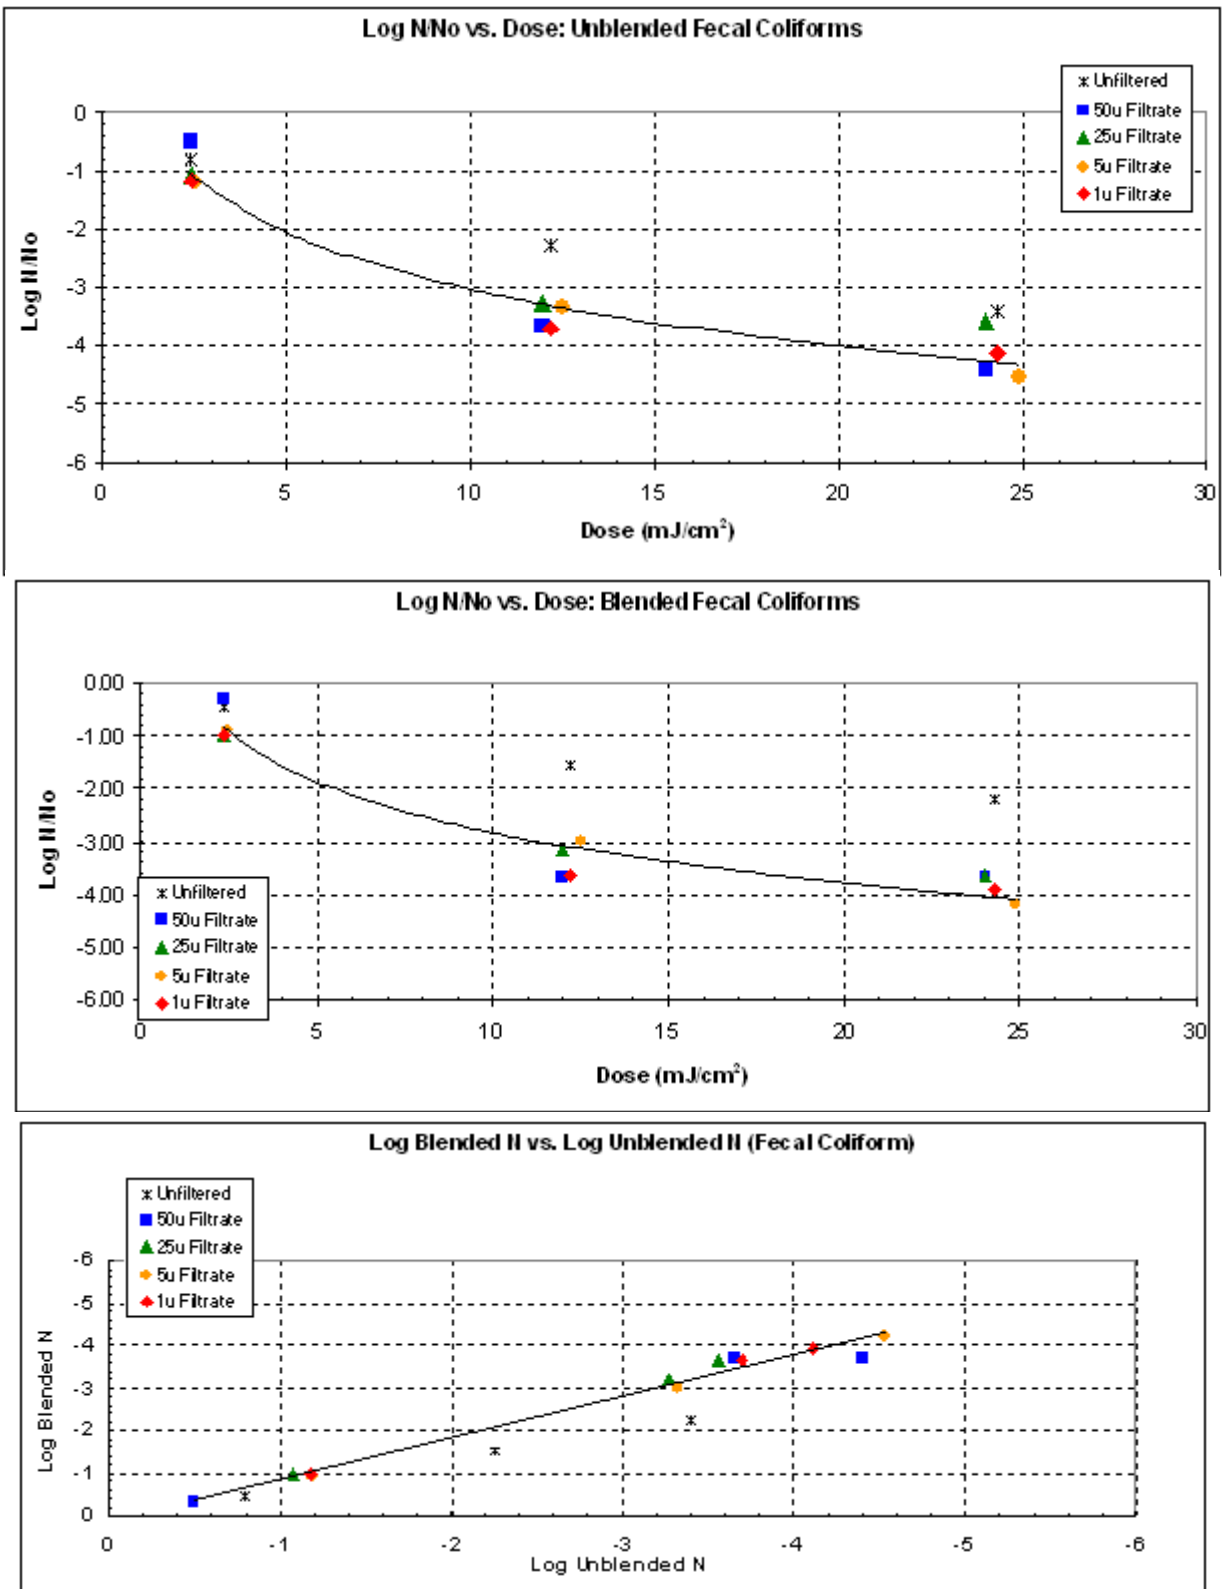 Log N/No vs. Dose: Unblended Fecal Coliforms
Unfiltered
50u Filtrate
25u Filtrate
5u Filtrate
1u Filtrate
0
-1
-2
-3
-4
-5
-6
Log N/No
0 5 10 15 20 25 30
Dose (mJ/cm²)
Log N/No vs. Dose: Blended Fecal Coliforms
0.00
-1.00
-2.00
-3.00
-4.00
-5.00
-6.00
Log N/No
Unfiltered
50u Filtrate
25u Filtrate
5u Filtrate
1u Filtrate
0 5 10 15 20 25 30
Dose (mJ/cm²)
Log Blended N vs. Log Unblended N (Fecal Coliform)
Unfiltered
50u Filtrate
25u Filtrate
5u Filtrate
1u Filtrate
-6
-5
-4
-3
-2
-1
0
Log Blended N
0 -1 -2 -3 -4 -5 -6
Log Unblended N